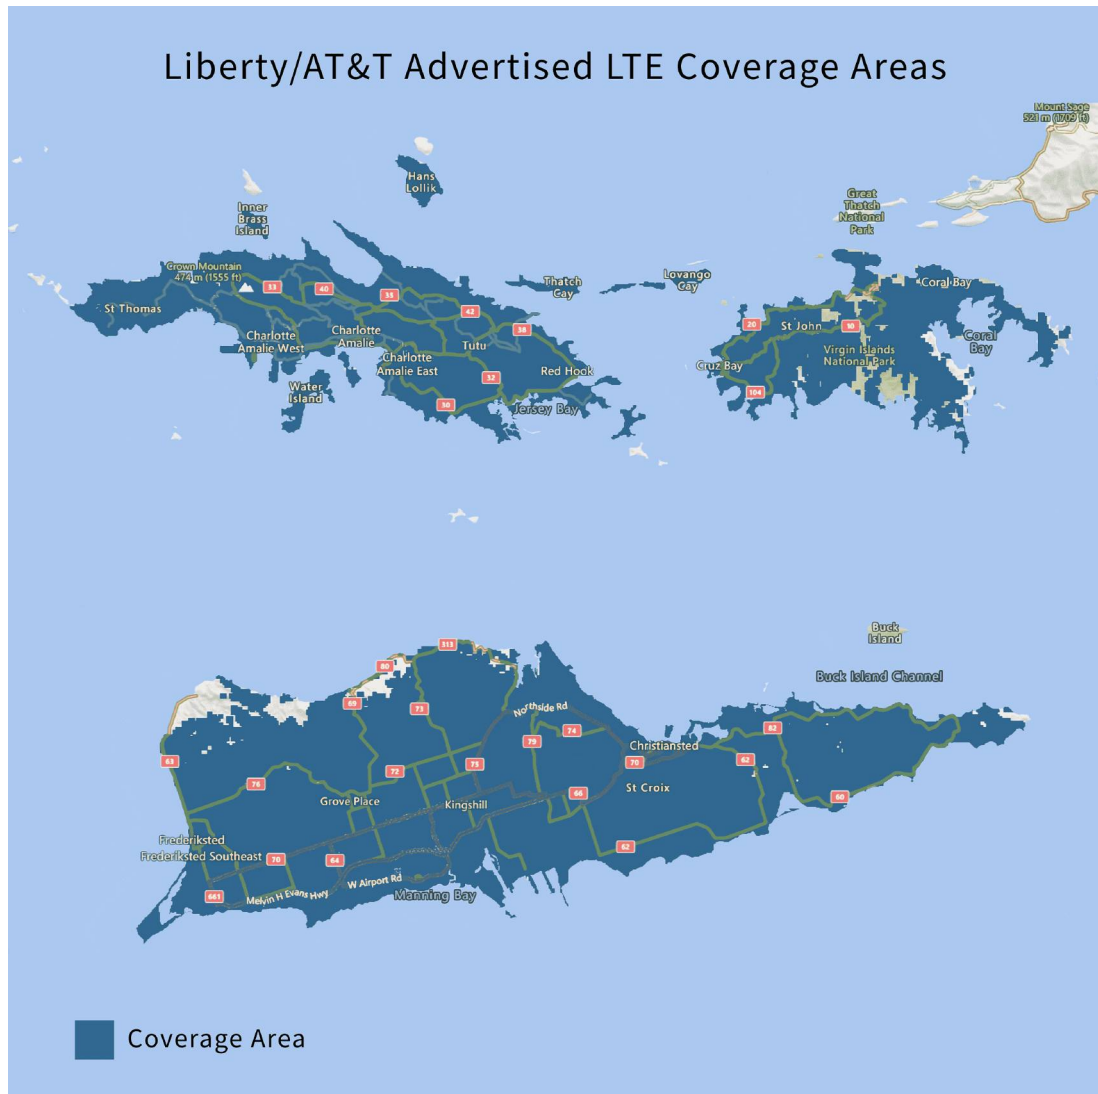 Liberty/AT&T Advertised LTE Coverage Areas
Mount Sage
521 m (1709 ft)
Hans
Lollik
Inner
Brass
Island
Great
Thatch
National
Park
Crown Mountain
474 m (1555 ft)
Thatch
Cay
Lovango
Cay
Coral Bay
33
40
35
42
38
St Thomas
Charlotte
Amalie West
Charlotte
Amalie
Charlotte
Amalie East
Tutu
32
Red Hook
30
Jersey Bay
Water
Island
20
St John
10
Coral
Bay
Virgin Islands
National Park
Cruz Bay
104
Buck
Island
Buck Island Channel
313
80
69
73
Northside Rd
79
74
82
Christiansted
63
76
72
75
70
62
Grove Place
Kingshill
66
St Croix
60
Frederiksted
Frederiksted Southeast
70
64
62
661
Melvin H Evans Hwy
W Airport Rd
Manning Bay
Coverage Area